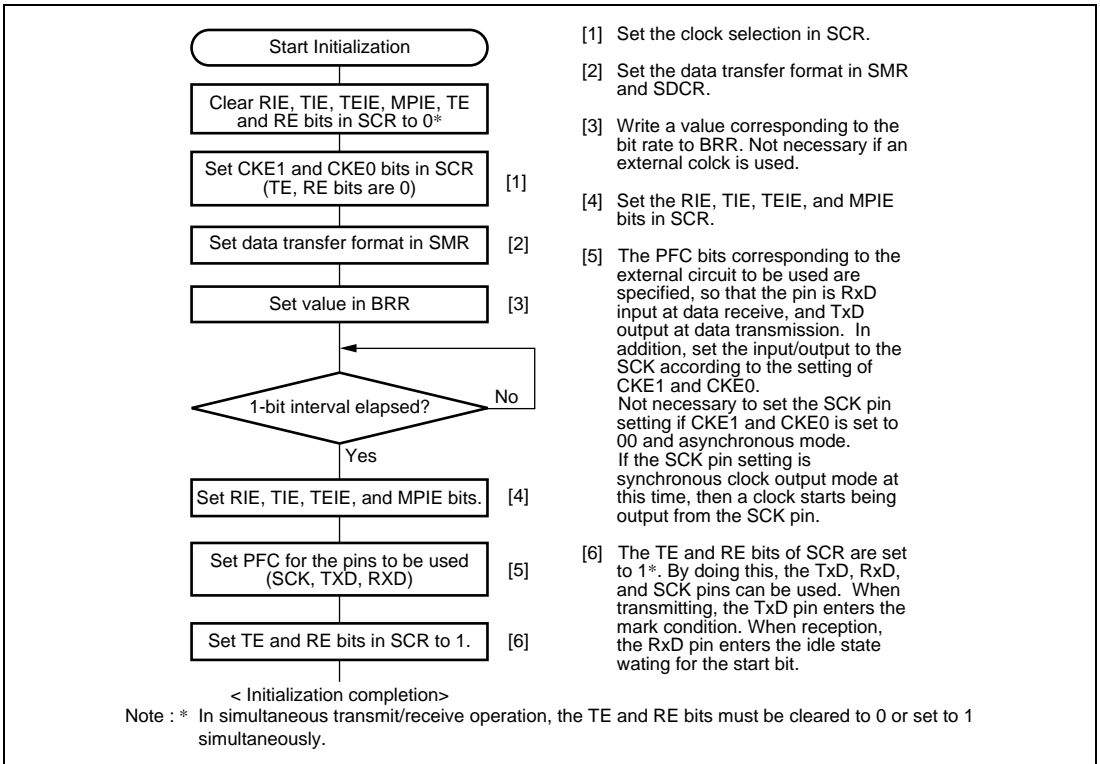 Start Initialization
Clear RIE, TIE, TEIE, MPIE, TE
and RE bits in SCR to 0*
Set CKE1 and CKE0 bits in SCR
(TE, RE bits are 0)
[1]
Set data transfer format in SMR
[2]
Set value in BRR
[3]
1-bit interval elapsed?
No
Yes
Set RIE, TIE, TEIE, and MPIE bits.
[4]
Set PFC for the pins to be used
(SCK, TXD, RXD)
[5]
Set TE and RE bits in SCR to 1.
[6]
< Initialization completion>
[1] Set the clock selection in SCR.
[2] Set the data transfer format in SMR
and SDCR.
[3] Write a value corresponding to the
bit rate to BRR. Not necessary if an
external colck is used.
[4] Set the RIE, TIE, TEIE, and MPIE
bits in SCR.
[5] The PFC bits corresponding to the
external circuit to be used are
specified, so that the pin is RxD
input at data receive, and TxD
output at data transmission. In
addition, set the input/output to the
SCK according to the setting of
CKE1 and CKE0.
Not necessary to set the SCK pin
setting if CKE1 and CKE0 is set to
00 and asynchronous mode.
If the SCK pin setting is
synchronous clock output mode at
this time, then a clock starts being
output from the SCK pin.
[6] The TE and RE bits of SCR are set
to 1*. By doing this, the TxD, RxD,
and SCK pins can be used. When
transmitting, the TxD pin enters the
mark condition. When reception,
the RxD pin enters the idle state
wating for the start bit.
Note : * In simultaneous transmit/receive operation, the TE and RE bits must be cleared to 0 or set to 1
simultaneously.